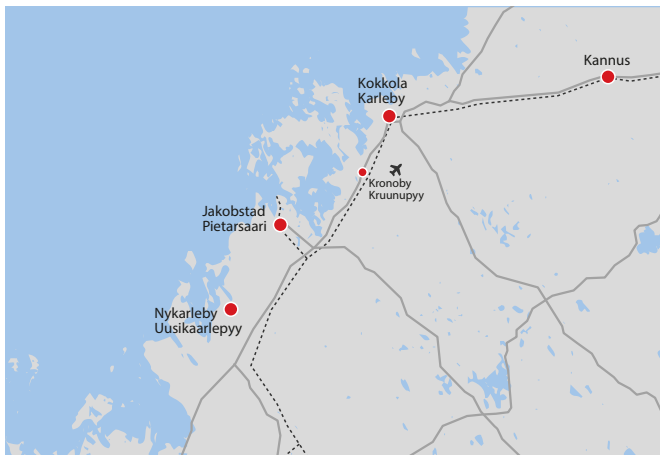 Kannus
Kokkola
Karleby
Kronoby
Kruunupyy
Jakobstad
Pietarsaari
Nykarleby
Uusikaarlepyy